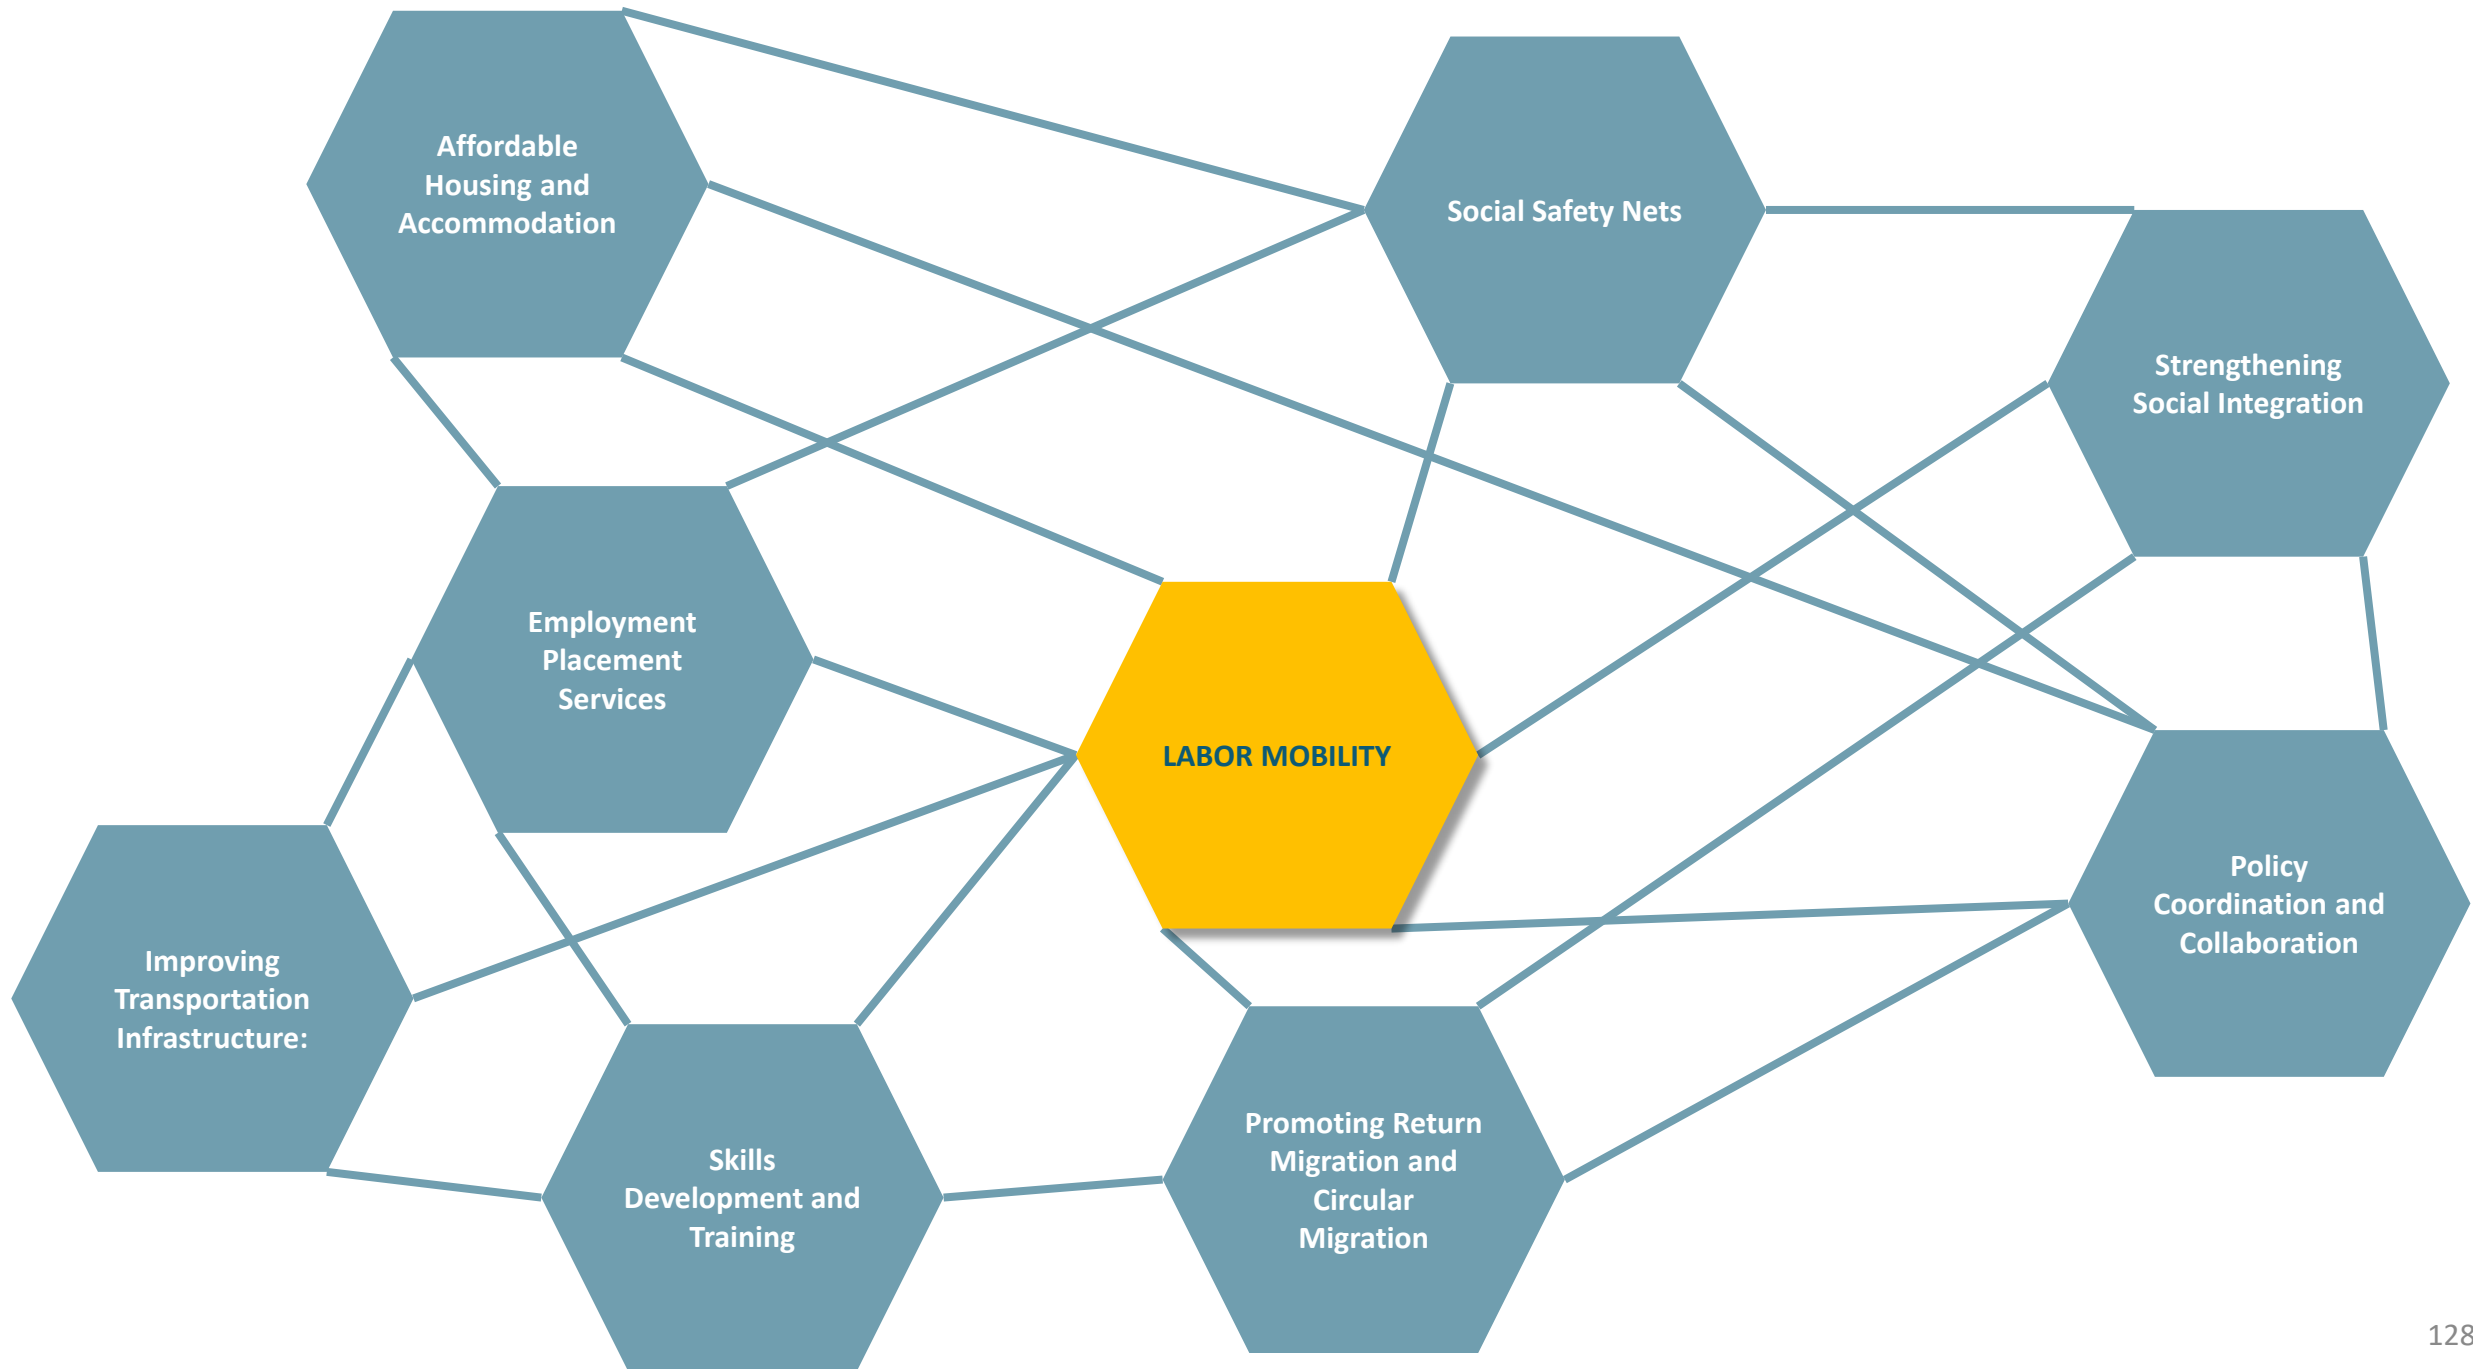 Affordable
Housing and
Accommodation
Social Safety Nets
Strengthening
Social Integration
Employment
Placement
Services
LABOR MOBILITY
Policy
Coordination and
Collaboration
Improving
Transportation
Infrastructure:
Skills
Development and
Training
Promoting Return
Migration and
Circular
Migration
128